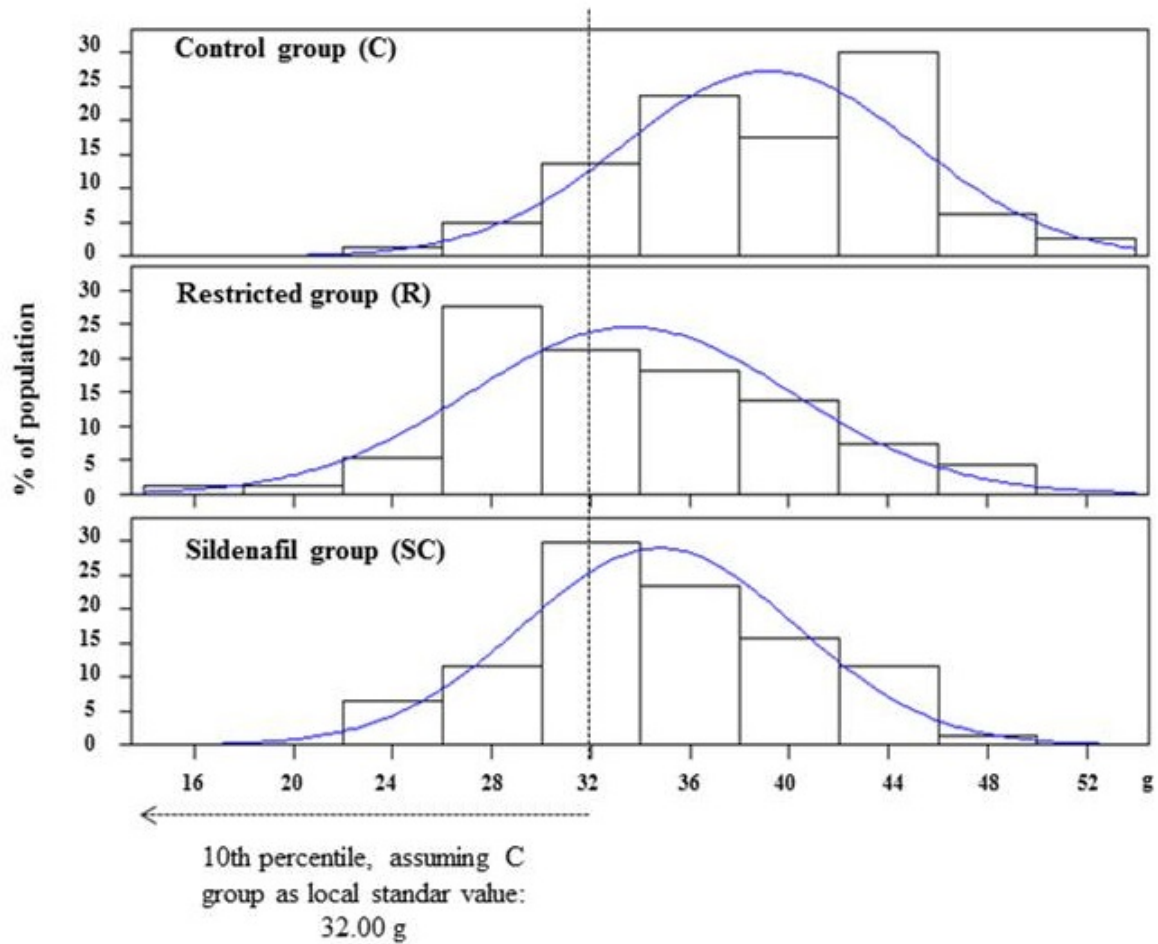 Control group (C)
30
25
20
15
10
5
0
Restricted group (R)
30
25
20
15
10
5
0
Sildenafil group (SC)
30
25
20
15
10
5
0
% of population
16 20 24 28 32 36 40 44 48 52 g
10th percentile, assuming C
group as local standar value:
32.00 g